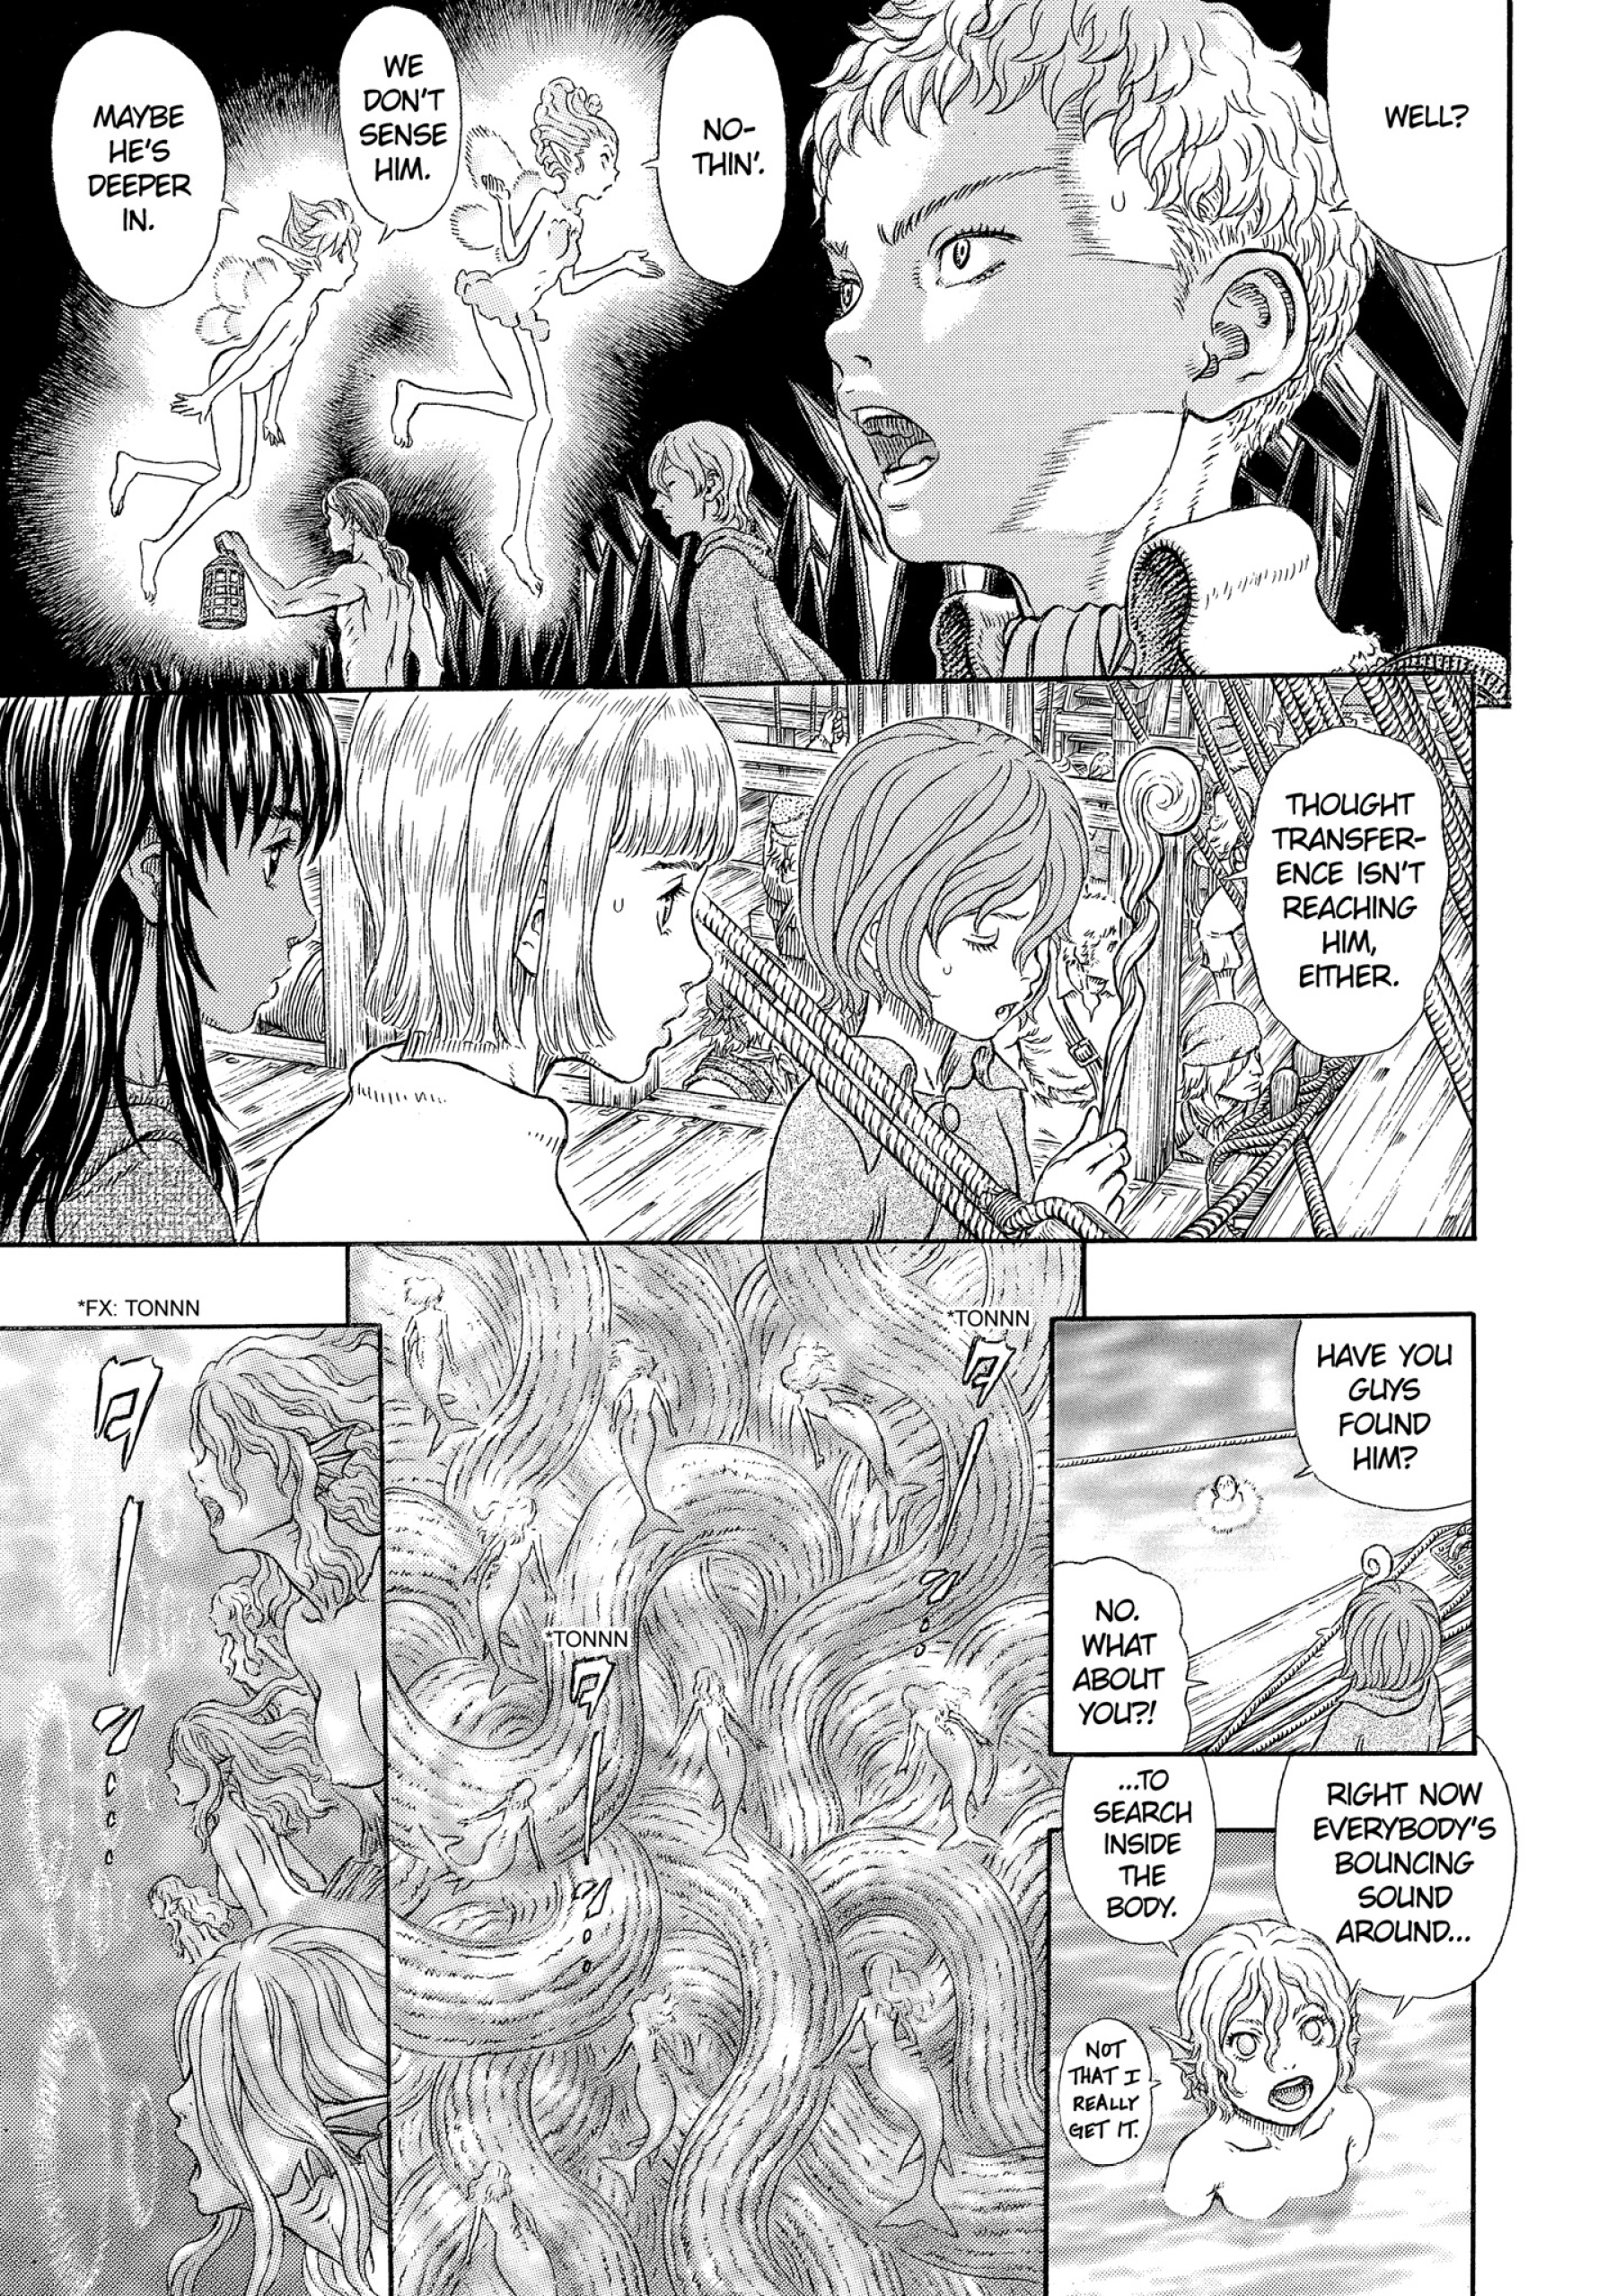 WELL?
NO-
THIN'.
WE
DON'T
SENSE
HIM.
MAYBE
HE'S
DEEPER
IN.
THOUGHT
TRANSFER-
ENCE ISN'T
REACHING
HIM,
EITHER.
HAVE YOU
GUYS
FOUND
HIM?
NO.
WHAT
ABOUT
YOU?!
RIGHT NOW
EVERYBODY'S
BOUNCING
SOUND
AROUND...
...TO
SEARCH
INSIDE
THE
BODY.
NOT
THAT I
REALLY
GET IT.
*TONNN
*TONNN
*FX: TONNN